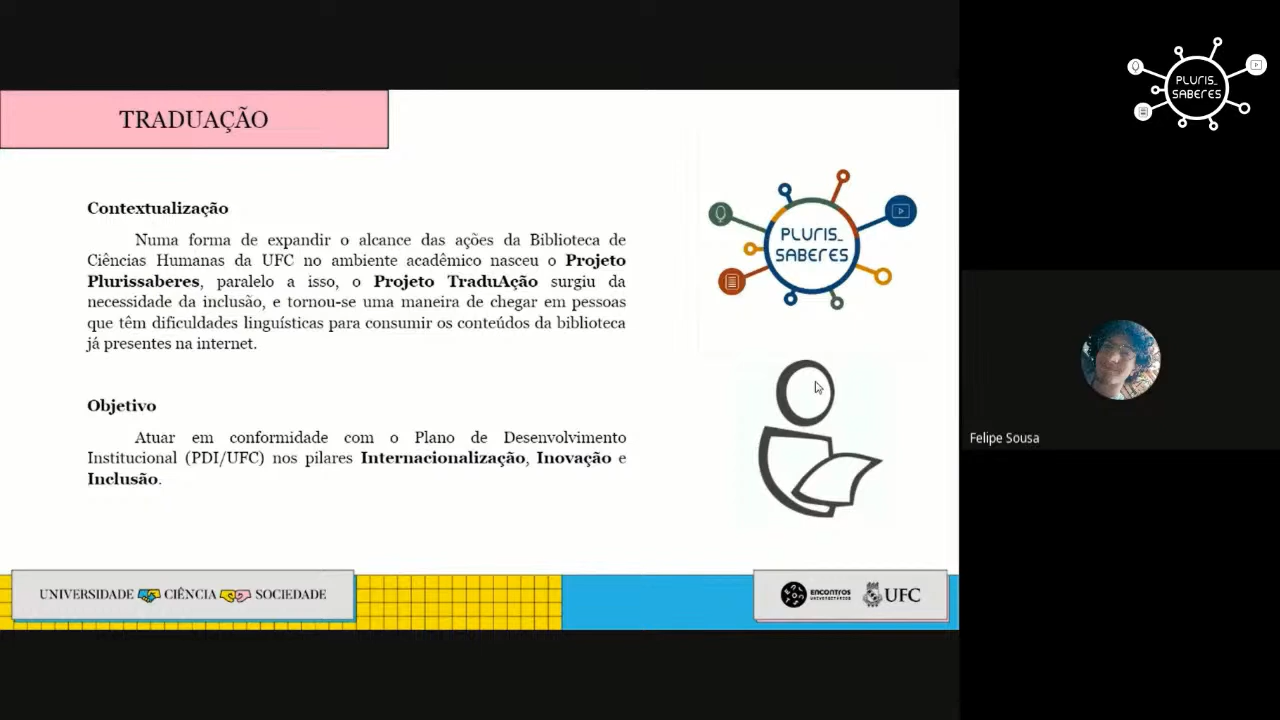 TRADUAÇÃO
Contextualização
Numa forma de expandir o alcance das ações da Biblioteca de
Ciências Humanas da UFC no ambiente acadêmico nasceu o Projeto
Plurissaberes, paralelo a isso, o Projeto TraduAção surgiu da
necessidade da inclusão, e tornou-se uma maneira de chegar em pessoas
que têm dificuldades linguísticas para consumir os conteúdos da biblioteca
já presentes na internet.
Objetivo
Atuar em conformidade com o Plano de Desenvolvimento
Institucional (PDI/UFC) nos pilares Internacionalização, Inovação e
Inclusão.
PLURIS_
SABERES
UNIVERSIDADE CIÊNCIA SOCIEDADE
ENCONTROS
UNIVERSITÁRIOS
UFC
PLURIS_
SABERES
Felipe Sousa